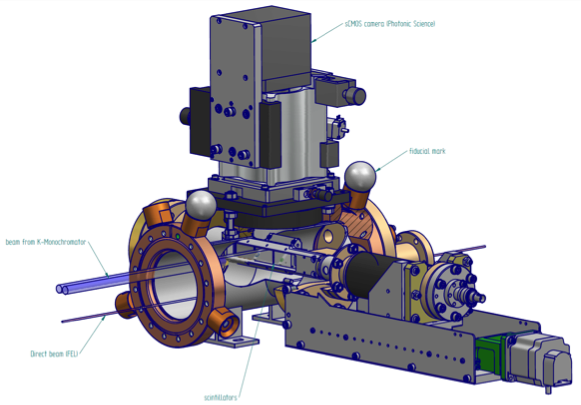 sCMOS camera (Photonic Science)
Fiducial mark
beam from K-Monochromator
Direct beam (FEL)
scintillators